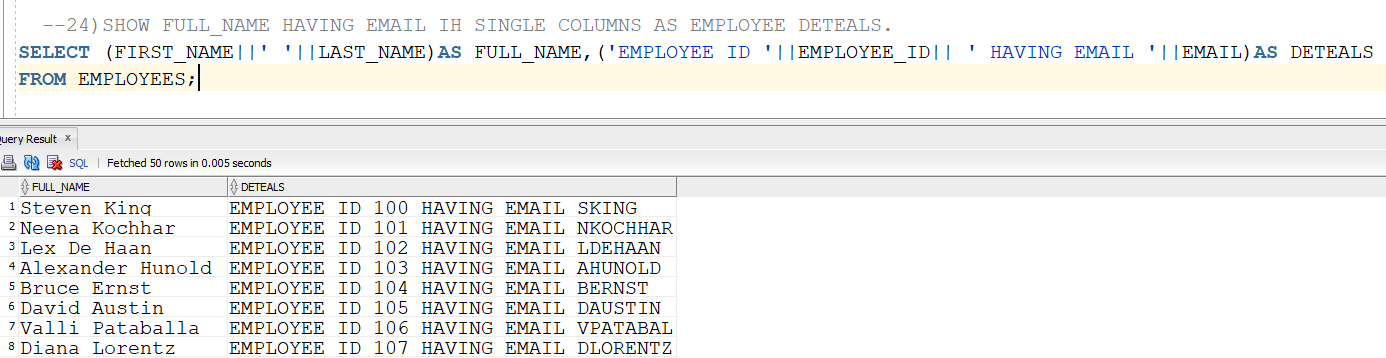 --24)SHOW FULL_NAME HAVING EMAIL IH SINGLE COLUMNS AS EMPLOYEE DETEALS.
SELECT (FIRST_NAME||' '||LAST_NAME)AS FULL_NAME,('EMPLOYEE ID '||EMPLOYEE_ID|| ' HAVING EMAIL '||EMAIL)AS DETEALS
FROM EMPLOYEES;
Query Result x
SQL | Fetched 50 rows in 0.005 seconds
FULL_NAME DETEALS
1 Steven King EMPLOYEE ID 100 HAVING EMAIL SKING
2 Neena Kochhar EMPLOYEE ID 101 HAVING EMAIL NKOCHHAR
3 Lex De Haan EMPLOYEE ID 102 HAVING EMAIL LDEHAAN
4 Alexander Hunold EMPLOYEE ID 103 HAVING EMAIL AHUNOLD
5 Bruce Ernst EMPLOYEE ID 104 HAVING EMAIL BERNST
6 David Austin EMPLOYEE ID 105 HAVING EMAIL DAUSTIN
7 Valli Pataballa EMPLOYEE ID 106 HAVING EMAIL VPATABAL
8 Diana Lorentz EMPLOYEE ID 107 HAVING EMAIL DLORENTZ